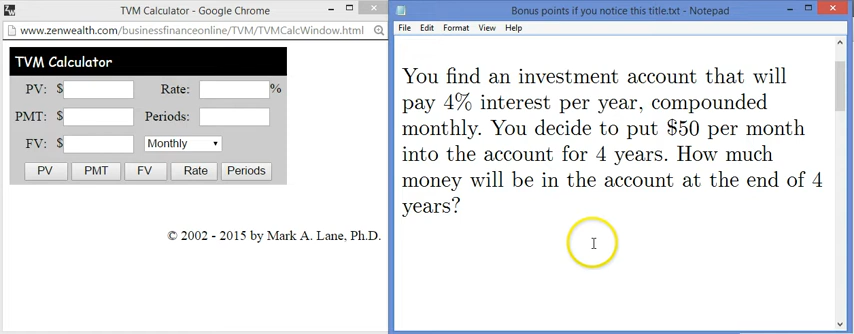 TVM Calculator - Google Chrome
www.zenwealth.com/businessfinanceonline/TVM/TVMCalcWindow.html
TVM Calculator
PV: $ Rate: %
PMT: $ Periods:
FV: $ Monthly
PV PMT FV Rate Periods
© 2002 - 2015 by Mark A. Lane, Ph.D.
Bonus points if you notice this title.txt - Notepad
File Edit Format View Help
You find an investment account that will
pay 4% interest per year, compounded
monthly. You decide to put $50 per month
into the account for 4 years. How much
money will be in the account at the end of 4
years?